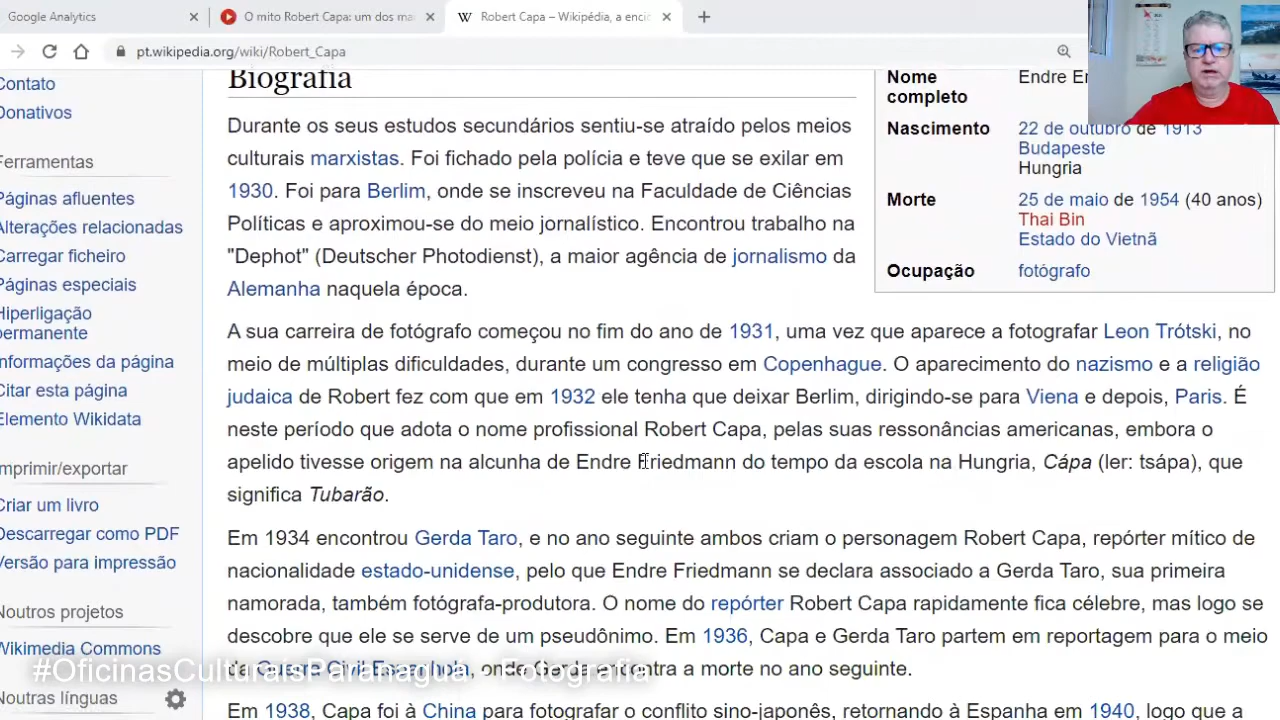 Google Analytics
O mito Robert Capa: um dos ma
Robert Capa – Wikipédia, a enci
pt.wikipedia.org/wiki/Robert_Capa
Contato
Donativos
Ferramentas
Páginas afluentes
Alterações relacionadas
Carregar ficheiro
Páginas especiais
Hiperligação
permanente
Informações da página
Citar esta página
Elemento Wikidata
Imprimir/exportar
Criar um livro
Descarregar como PDF
Versão para impressão
Noutros projetos
Wikimedia Commons
Noutras línguas
Biografia
Durante os seus estudos secundários sentiu-se atraído pelos meios
culturais marxistas. Foi fichado pela polícia e teve que se exilar em
1930. Foi para Berlim, onde se inscreveu na Faculdade de Ciências
Políticas e aproximou-se do meio jornalístico. Encontrou trabalho na
"Dephot" (Deutscher Photodienst), a maior agência de jornalismo da
Alemanha naquela época.
A sua carreira de fotógrafo começou no fim do ano de 1931, uma vez que aparece a fotografar Leon Trótski, no
meio de múltiplas dificuldades, durante um congresso em Copenhague. O aparecimento do nazismo e a religião
judaica de Robert fez com que em 1932 ele tenha que deixar Berlim, dirigindo-se para Viena e depois, Paris. É
neste período que adota o nome profissional Robert Capa, pelas suas ressonâncias americanas, embora o
apelido tivesse origem na alcunha de Endre Friedmann do tempo da escola na Hungria, Cápa (ler: tsápa), que
significa Tubarão.
Em 1934 encontrou Gerda Taro, e no ano seguinte ambos criam o personagem Robert Capa, repórter mítico de
nacionalidade estado-unidense, pelo que Endre Friedmann se declara associado a Gerda Taro, sua primeira
namorada, também fotógrafa-produtora. O nome do repórter Robert Capa rapidamente fica célebre, mas logo se
descobre que ele se serve de um pseudônimo. Em 1936, Capa e Gerda Taro partem em reportagem para o meio
da Guerra Civil Espanhola, onde Gerda encontra a morte no ano seguinte.
Em 1938, Capa foi à China para fotografar o conflito sino-japonês, retornando à Espanha em 1940, logo que a
Nome
completo
Endre Er
Nascimento
22 de outubro de 1913
Budapeste
Hungria
Morte
25 de maio de 1954 (40 anos)
Thai Bin
Estado do Vietnã
Ocupação
fotógrafo
#OficinasCulturaisParanaguá - Fotografia